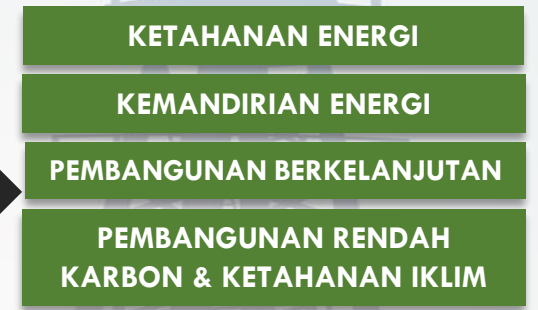 KETAHANAN ENERGI
KEMANDIRIAN ENERGI
PEMBANGUNAN BERKELANJUTAN
PEMBANGUNAN RENDAH
KARBON & KETAHANAN IKLIM